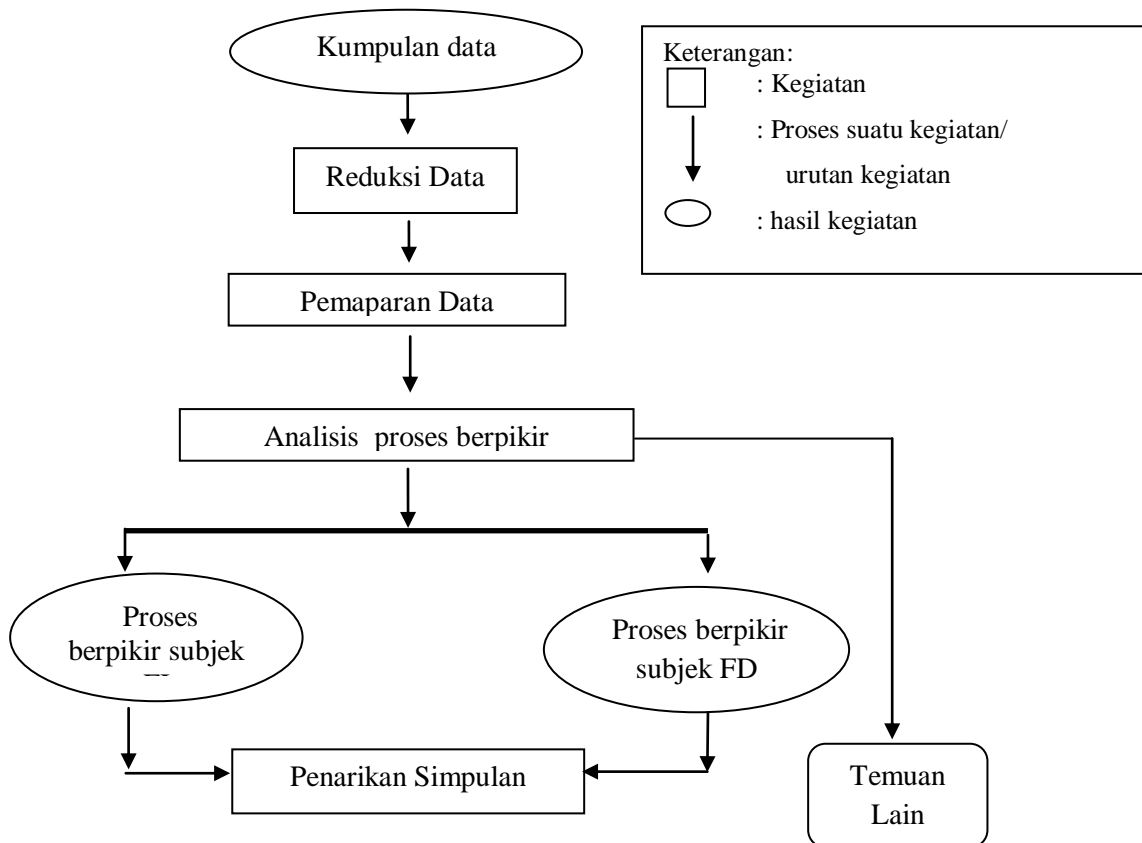 Kumpulan data
Keterangan:
: Kegiatan
: Proses suatu kegiatan/
urutan kegiatan
: hasil kegiatan
Reduksi Data
Pemaparan Data
Analisis proses berpikir
Proses
berpikir subjek
Proses berpikir
subjek FD
Penarikan Simpulan
Temuan
Lain